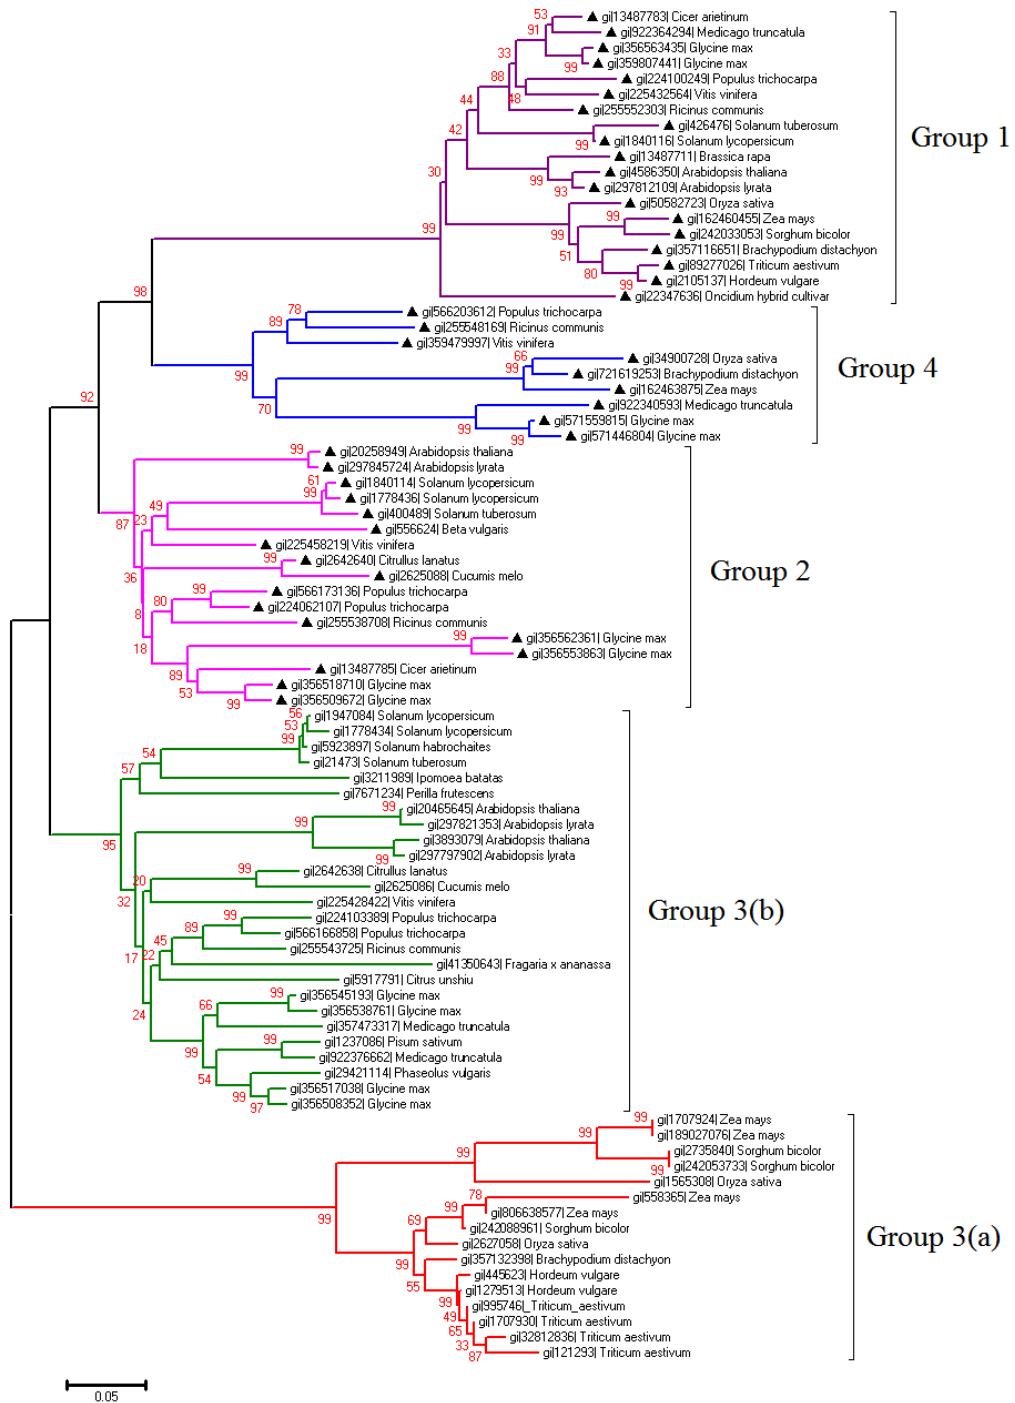 53 ▲ gi|13487783| Cicer arietinum
91 ▲ gi|922364294| Medicago truncatula
33 ▲ gi|356563435| Glycine max
99 ▲ gi|359807441| Glycine max
88 ▲ gi|224100249| Populus trichocarpa
48 ▲ gi|225432564| Vitis vinifera
44 ▲ gi|255552303| Ricinus communis
▲ gi|426476| Solanum tuberosum
42 99 ▲ gi|1840116| Solanum lycopersicum
Group 1
▲ gi|13487711| Brassica rapa
30 99 ▲ gi|4586350| Arabidopsis thaliana
93 ▲ gi|297812109| Arabidopsis lyrata
▲ gi|50582723| Oryza sativa
99 ▲ gi|162460455| Zea mays
99 99 ▲ gi|242033053| Sorghum bicolor
51 ▲ gi|357116651| Brachypodium distachyon
80 ▲ gi|89277026| Triticum aestivum
99 ▲ gi|2105137| Hordeum vulgare
98 ▲ gi|22347636| Oncidium hybrid cultivar
78 ▲ gi|566203612| Populus trichocarpa
89 ▲ gi|255548169| Ricinus communis
▲ gi|359479997| Vitis vinifera
66 ▲ gi|34900728| Oryza sativa
99 99 ▲ gi|721619253| Brachypodium distachyon
Group 4
92 ▲ gi|162463875| Zea mays
70 ▲ gi|922340593| Medicago truncatula
99 ▲ gi|571559815| Glycine max
99 ▲ gi|571446804| Glycine max
99 ▲ gi|20258949| Arabidopsis thaliana
▲ gi|297845724| Arabidopsis lyrata
61 ▲ gi|1840114| Solanum lycopersicum
99 ▲ gi|1778436| Solanum lycopersicum
49 ▲ gi|400489| Solanum tuberosum
87 23 ▲ gi|556624| Beta vulgaris
▲ gi|225458219| Vitis vinifera
99 ▲ gi|2642640| Citrullus lanatus
Group 2
36 ▲ gi|2625088| Cucumis melo
99 ▲ gi|566173136| Populus trichocarpa
8 80 ▲ gi|224062107| Populus trichocarpa
▲ gi|255538708| Ricinus communis
18 99 ▲ gi|356562361| Glycine max
▲ gi|356553863| Glycine max
89 ▲ gi|13487785| Cicer arietinum
53 ▲ gi|356518710| Glycine max
99 ▲ gi|356509672| Glycine max
56 gi|1947084| Solanum lycopersicum
53 gi|1778434| Solanum lycopersicum
99 gi|5923897| Solanum habrochaites
54 gi|21473| Solanum tuberosum
57 gi|3211989| Ipomoea batatas
gi|7671234| Perilla frutescens
99 gi|20465645| Arabidopsis thaliana
99 gi|297821353| Arabidopsis lyrata
95 gi|3893079| Arabidopsis thaliana
99 gi|297797902| Arabidopsis lyrata
99 gi|2642638| Citrullus lanatus
20 gi|2625086| Cucumis melo
32 gi|225428422| Vitis vinifera
Group 3(b)
99 gi|224103389| Populus trichocarpa
89 gi|566166858| Populus trichocarpa
45 gi|255543725| Ricinus communis
17 22 gi|41350643| Fragaria x ananassa
gi|5917791| Citrus unshiu
99 gi|356545193| Glycine max
66 gi|356538761| Glycine max
24 gi|357473317| Medicago truncatula
99 gi|1237086| Pisum sativum
99 gi|922376662| Medicago truncatula
54 gi|29421114| Phaseolus vulgaris
99 gi|356517038| Glycine max
97 gi|356508352| Glycine max
99 gi|1707924| Zea mays
gi|189027076| Zea mays
99 99 gi|2735840| Sorghum bicolor
99 gi|242053733| Sorghum bicolor
gi|1565308| Oryza sativa
78 gi|558365| Zea mays
99 99 gi|806638577| Zea mays
69 gi|242088961| Sorghum bicolor
Group 3(a)
gi|2627058| Oryza sativa
99 gi|357132398| Brachypodium distachyon
55 gi|445623| Hordeum vulgare
gi|1279513| Hordeum vulgare
99 gi|995746|_Triticum_aestivum
49 gi|1707930| Triticum aestivum
65 gi|32812836| Triticum aestivum
33 87 gi|121293| Triticum aestivum
0.05